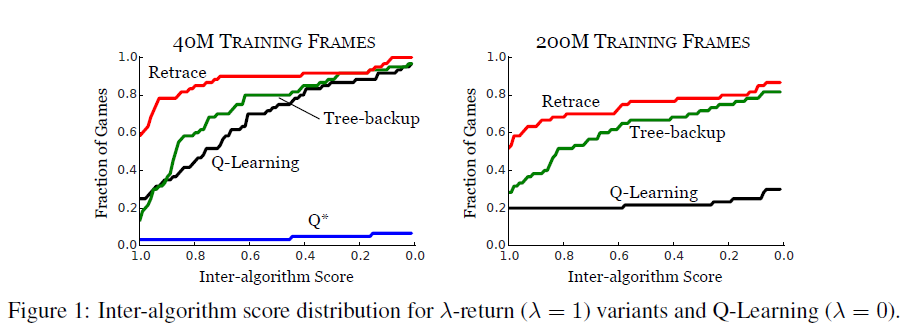 40M TRAINING FRAMES
1.0
0.8
0.6
0.4
0.2
0.0
Fraction of Games
Retrace
Tree-backup
Q-Learning
Q*
1.0 0.8 0.6 0.4 0.2 0.0
Inter-algorithm Score
200M TRAINING FRAMES
1.0
0.8
0.6
0.4
0.2
0.0
Fraction of Games
Retrace
Tree-backup
Q-Learning
1.0 0.8 0.6 0.4 0.2 0.0
Inter-algorithm Score
Figure 1: Inter-algorithm score distribution for λ-return (λ = 1) variants and Q-Learning (λ = 0).